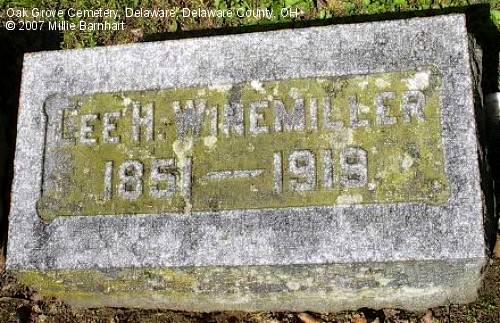 Oak Grove Cemetery, Delaware, Delaware County, OH
© 2007 Millie Barnhart
LEE H. WINEMILLER
1861 — 1919.